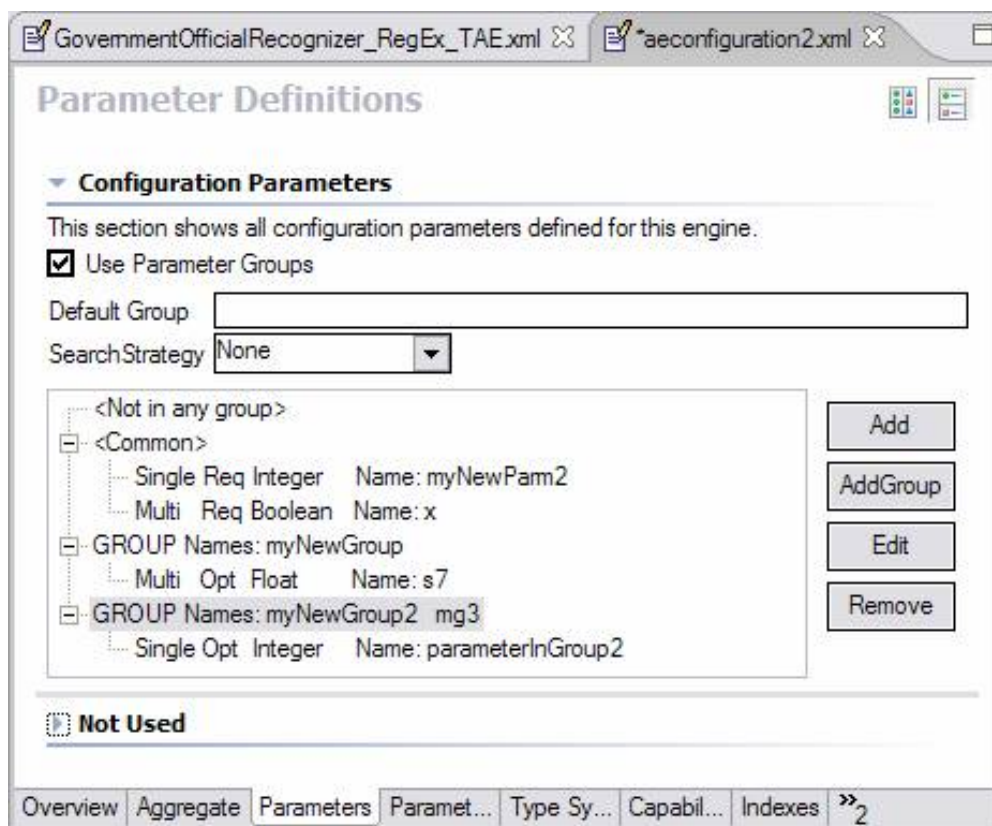 GovernmentOfficialRecognizer_RegEx_TAE.xml *aeconfiguration2.xml
Parameter Definitions
Configuration Parameters
This section shows all configuration parameters defined for this engine.
Use Parameter Groups
Default Group
SearchStrategy None
<Not in any group>
Add
<Common>
Single Req Integer Name: myNewParm2
AddGroup
Multi Req Boolean Name: x
GROUP Names: myNewGroup
Edit
Multi Opt Float Name: s7
GROUP Names: myNewGroup2 mg3
Remove
Single Opt Integer Name: parameterInGroup2
Not Used
Overview Aggregate Parameters Paramet... Type Sy... Capabil... Indexes »2